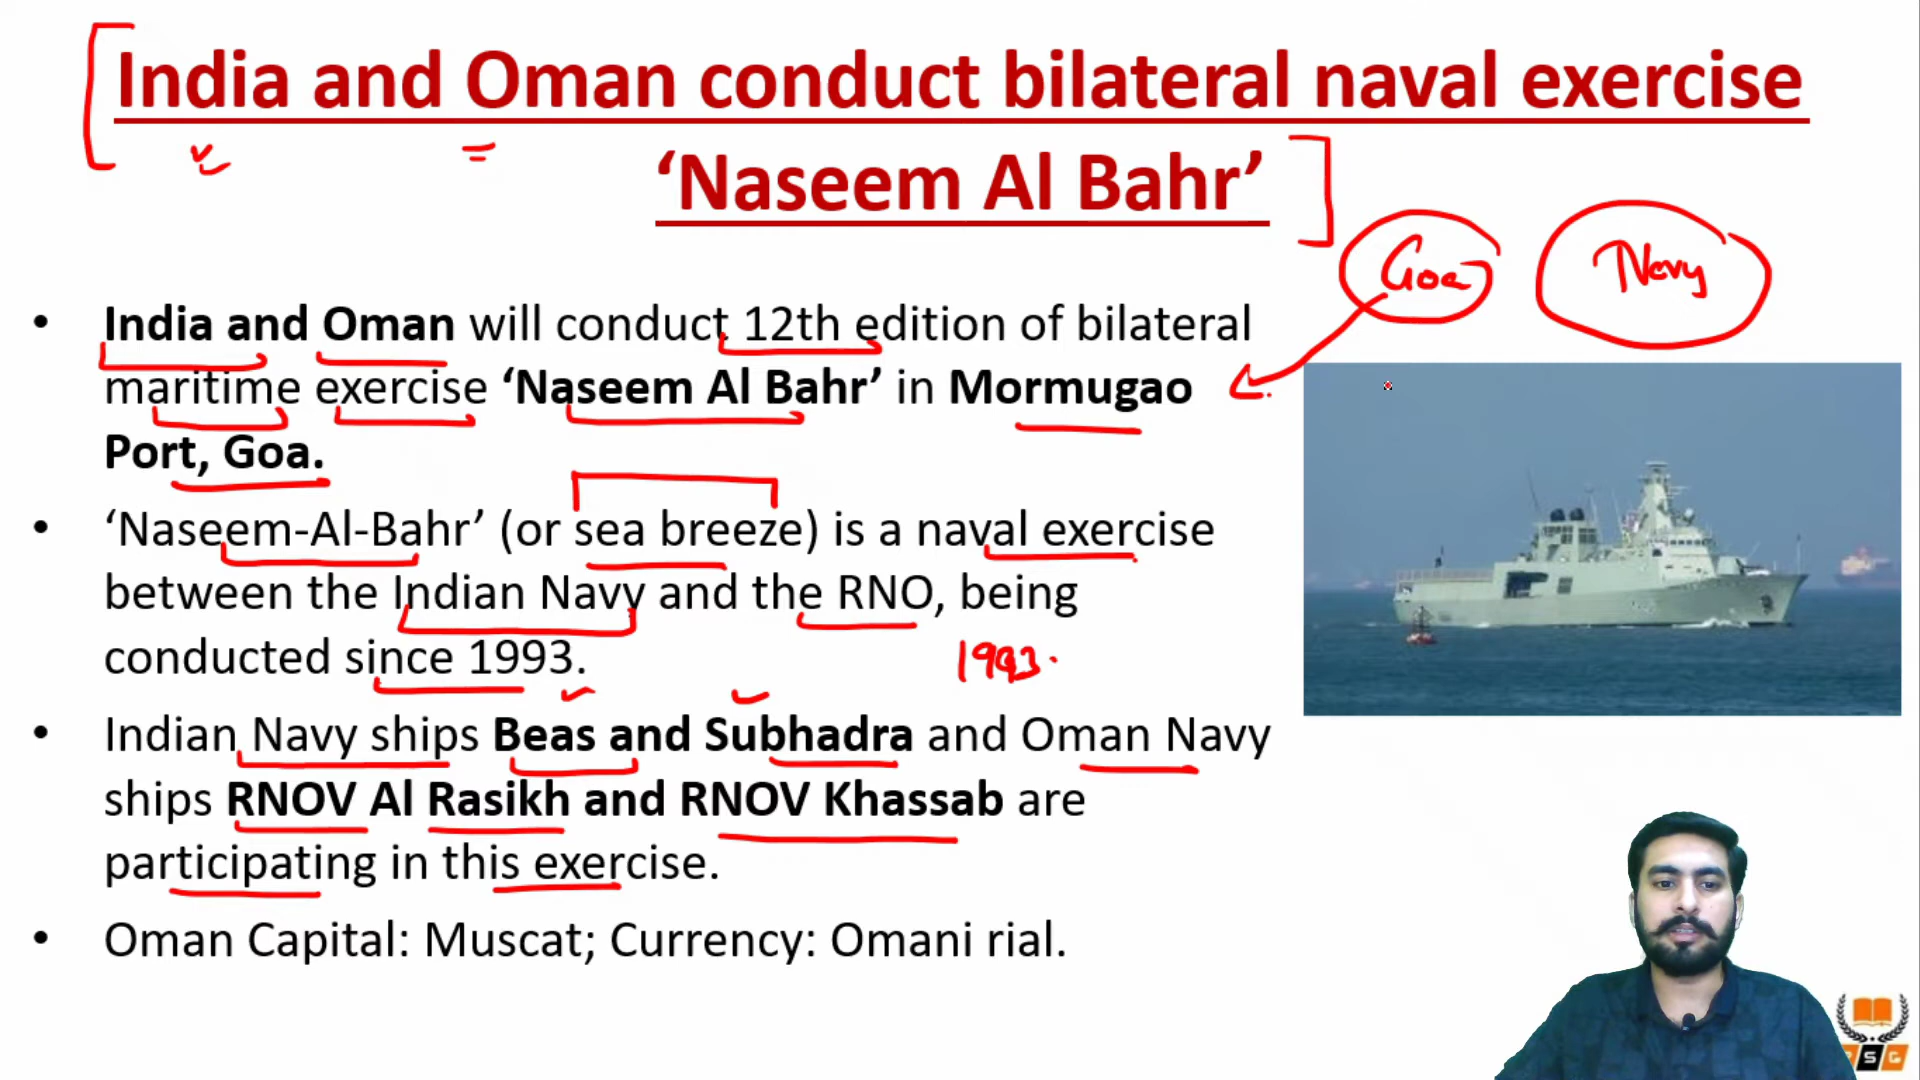 India and Oman conduct bilateral naval exercise
‘Naseem Al Bahr’
Goa
Navy
• India and Oman will conduct 12th edition of bilateral
maritime exercise ‘Naseem Al Bahr’ in Mormugao
Port, Goa.
• ‘Naseem-Al-Bahr’ (or sea breeze) is a naval exercise
between the Indian Navy and the RNO, being
conducted since 1993.
1993.
• Indian Navy ships Beas and Subhadra and Oman Navy
ships RNOV Al Rasikh and RNOV Khassab are
participating in this exercise.
• Oman Capital: Muscat; Currency: Omani rial.
S G